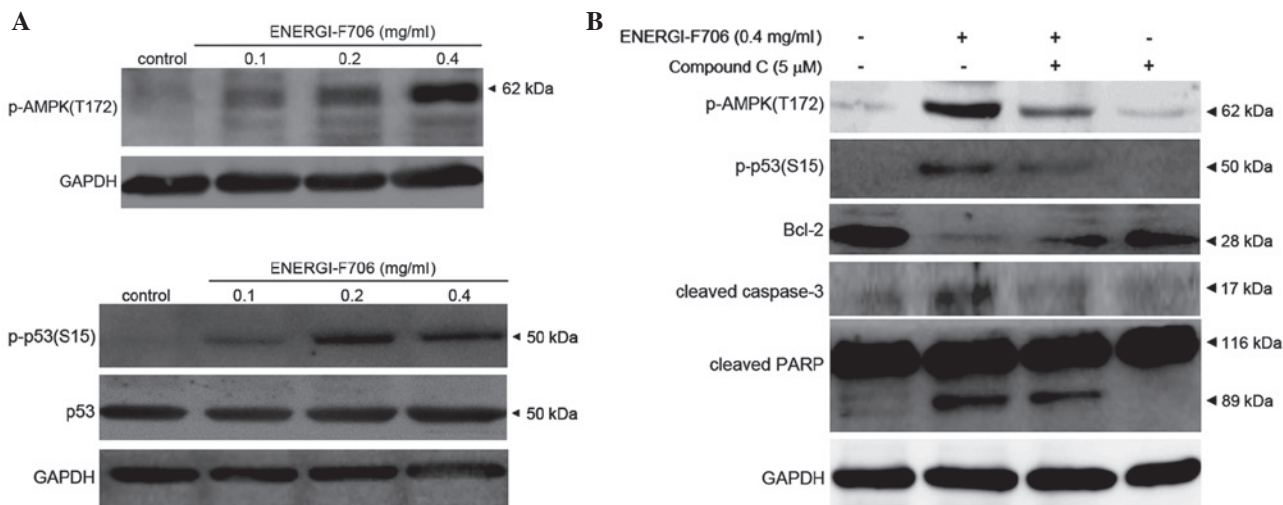 A
ENERGI-F706 (mg/ml)
control 0.1 0.2 0.4
p-AMPK(T172) ◄ 62 kDa
GAPDH
ENERGI-F706 (mg/ml)
control 0.1 0.2 0.4
p-p53(S15) ◄ 50 kDa
p53 ◄ 50 kDa
GAPDH
B
ENERGI-F706 (0.4 mg/ml) - + + -
Compound C (5 μM) - - + +
p-AMPK(T172) ◄ 62 kDa
p-p53(S15) ◄ 50 kDa
Bcl-2 ◄ 28 kDa
cleaved caspase-3 ◄ 17 kDa
◄ 116 kDa
cleaved PARP
◄ 89 kDa
GAPDH